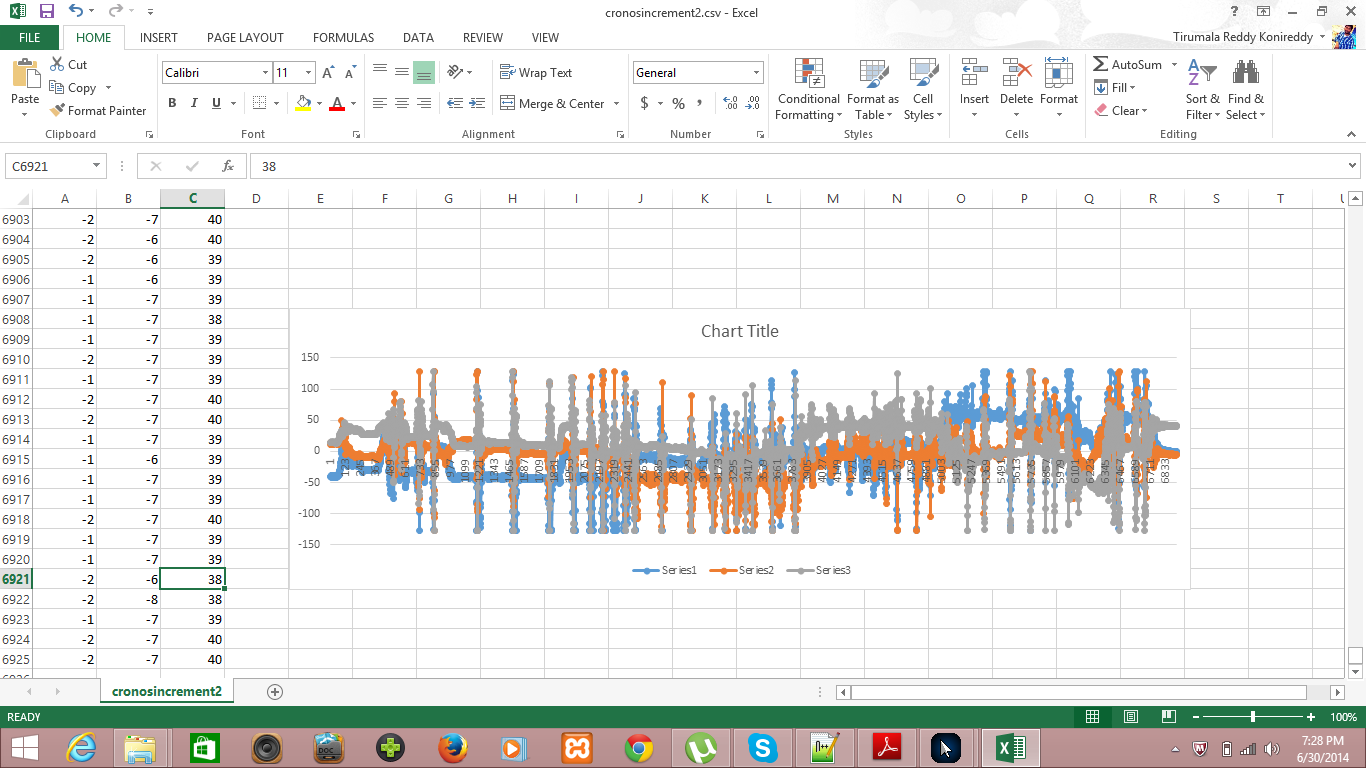 cronosincrement2.csv - Excel
?
FILE HOME INSERT PAGE LAYOUT FORMULAS DATA REVIEW VIEW
Tirumala Reddy Konireddy
Paste
Cut
Copy
Format Painter
Clipboard
Calibri 11
B I U
Font
Wrap Text
Merge & Center
Alignment
General
$ % ,
Number
Conditional Formatting
Format as Table
Cell Styles
Styles
Insert Delete Format
Cells
AutoSum
Fill
Clear
Sort & Filter
Find & Select
Editing
C6921 fx 38
A B C D E F G H I J K L M N O P Q R S T
6903 -2 -7 40
6904 -2 -6 40
6905 -2 -6 39
6906 -1 -6 39
6907 -1 -7 39
6908 -1 -7 38
6909 -1 -7 39
6910 -2 -7 39
6911 -1 -7 39
6912 -2 -7 40
6913 -2 -7 40
6914 -1 -7 39
6915 -1 -6 39
6916 -1 -7 39
6917 -1 -7 39
6918 -2 -7 40
6919 -1 -7 39
6920 -1 -7 39
6921 -2 -6 38
6922 -2 -8 38
6923 -1 -7 39
6924 -2 -7 40
6925 -2 -7 40
Chart Title
150
100
50
0
-50
-100
-150
Series1 Series2 Series3
cronosincrement2
READY
100%
7:28 PM
6/30/2014